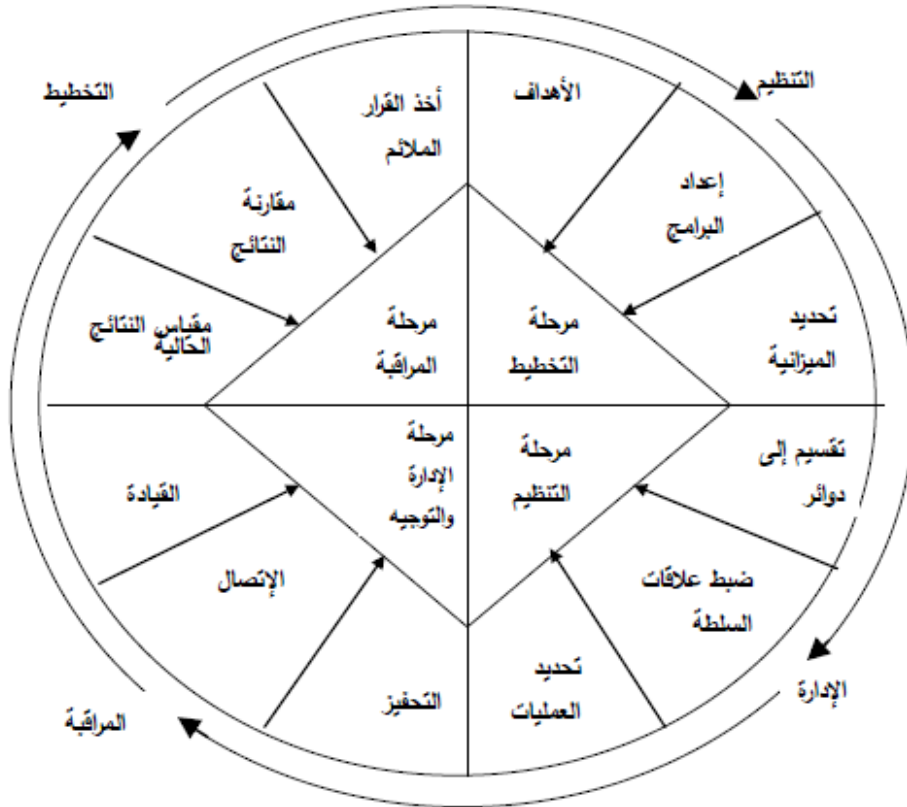 التنظيم
التخطيط
الأهداف
أخذ القرار
الملائم
إعداد
البرامج
مقارنة
النتائج
تحديد
الميزانية
مرحلة
التخطيط
مرحلة
المراقبة
مقياس النتائج
الحالية
تقسيم إلى
دوائر
مرحلة
التنظيم
مرحلة
الإدارة
والتوجيه
القيادة
ضبط علاقات
السلطة
الإتصال
تحديد
العمليات
التحفيز
الإدارة
المراقبة